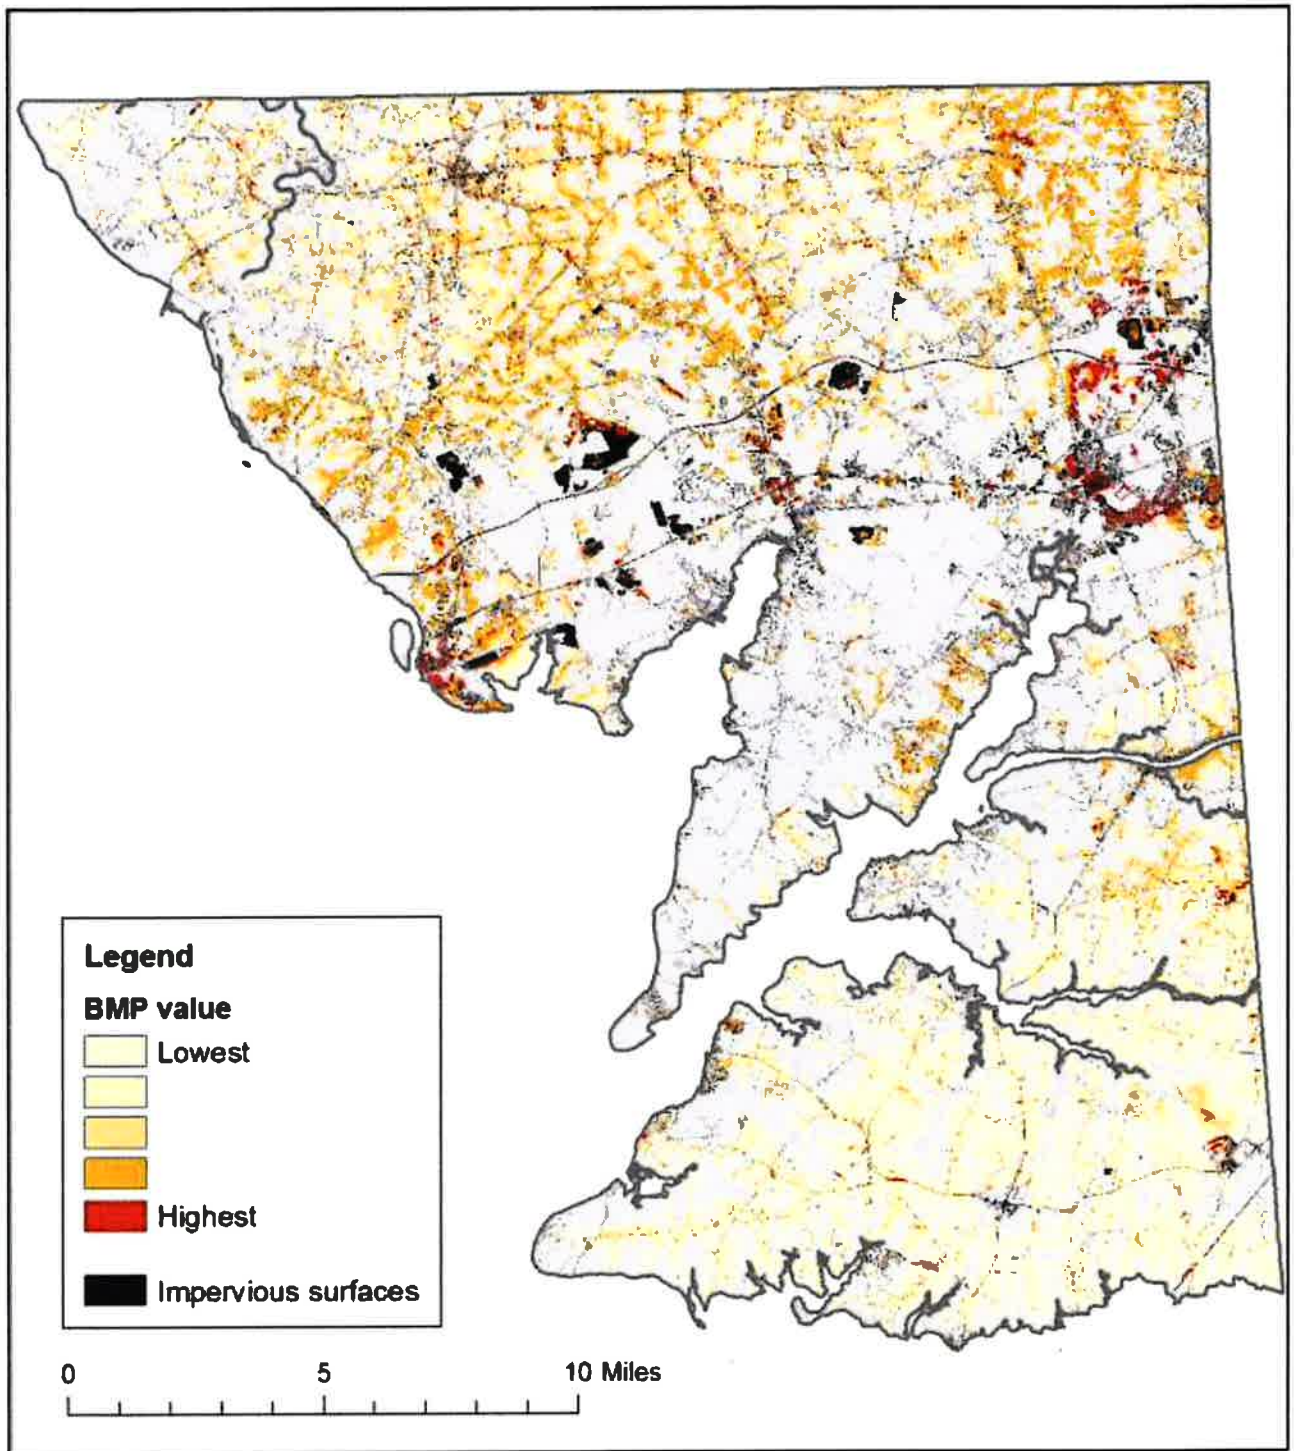 Legend
BMP value
Lowest
Highest
Impervious surfaces
0 5 10 Miles